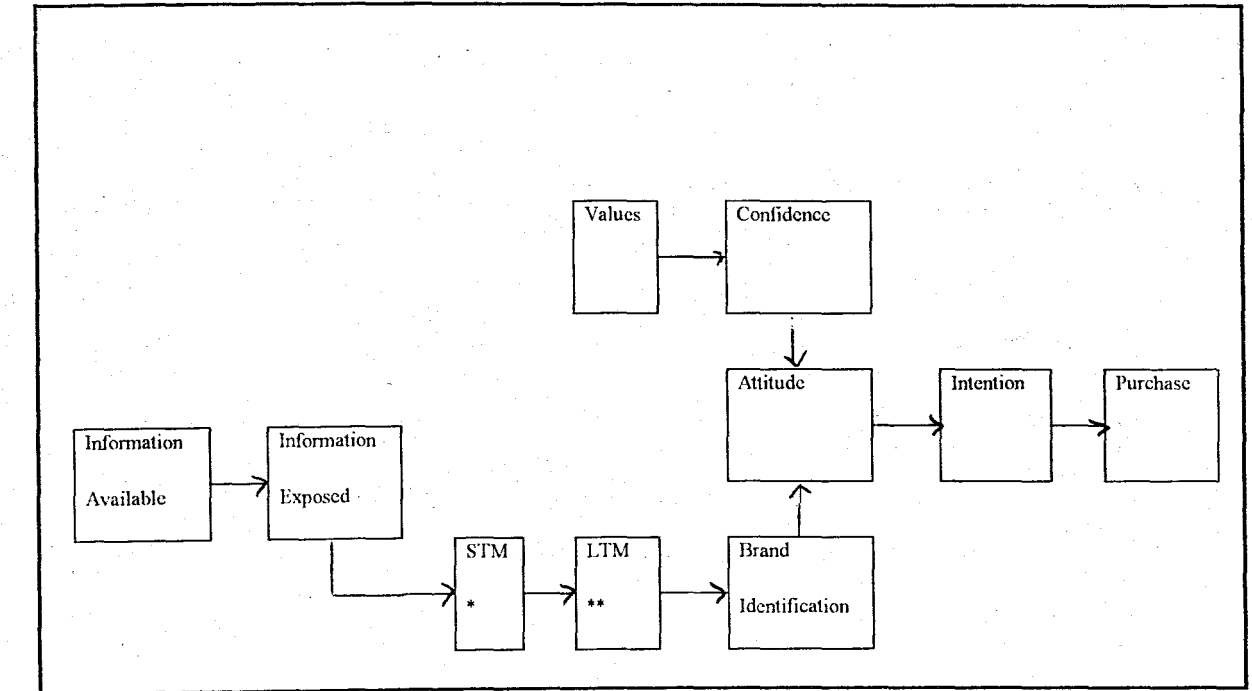 Values
Confidence
Attitude
Intention
Purchase
Information
Available
Information
Exposed
STM
*
LTM
**
Brand
Identification